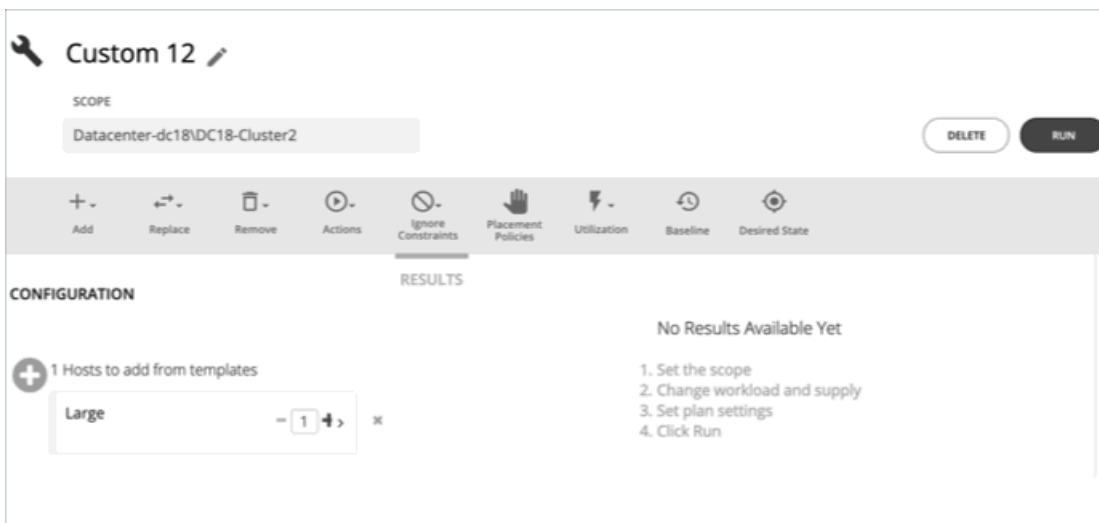 Custom 12
SCOPE
Datacenter-dc18\DC18-Cluster2
DELETE
RUN
Add
Replace
Remove
Actions
Ignore
Constraints
Placement
Policies
Utilization
Baseline
Desired State
RESULTS
CONFIGURATION
No Results Available Yet
1 Hosts to add from templates
Large
1
1. Set the scope
2. Change workload and supply
3. Set plan settings
4. Click Run